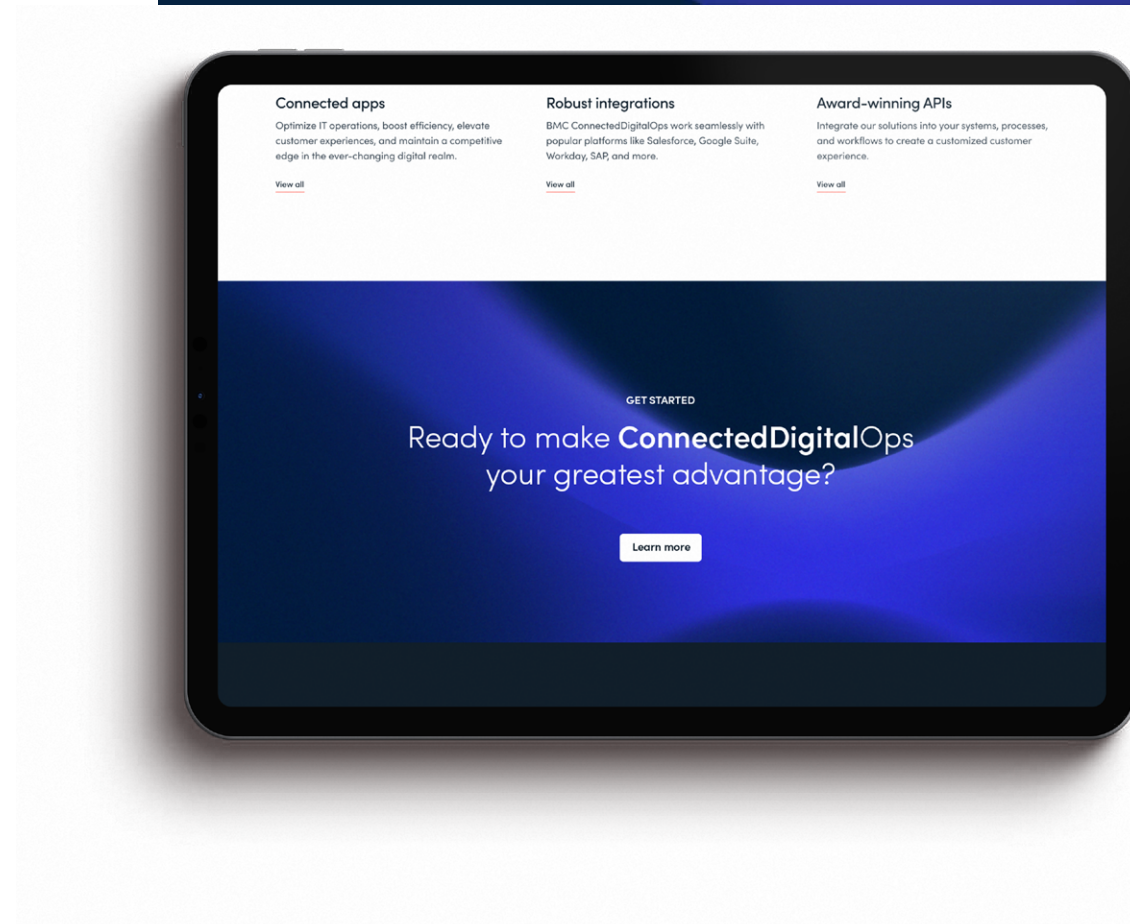 Connected apps
Optimize IT operations, boost efficiency, elevate
customer experiences, and maintain a competitive
edge in the ever-changing digital realm.
View all
Robust integrations
BMC ConnectedDigitalOps work seamlessly with
popular platforms like Salesforce, Google Suite,
Workday, SAP, and more.
View all
Award-winning APIs
Integrate our solutions into your systems, processes,
and workflows to create a customized customer
experience.
View all
GET STARTED
Ready to make ConnectedDigitalOps
your greatest advantage?
Learn more